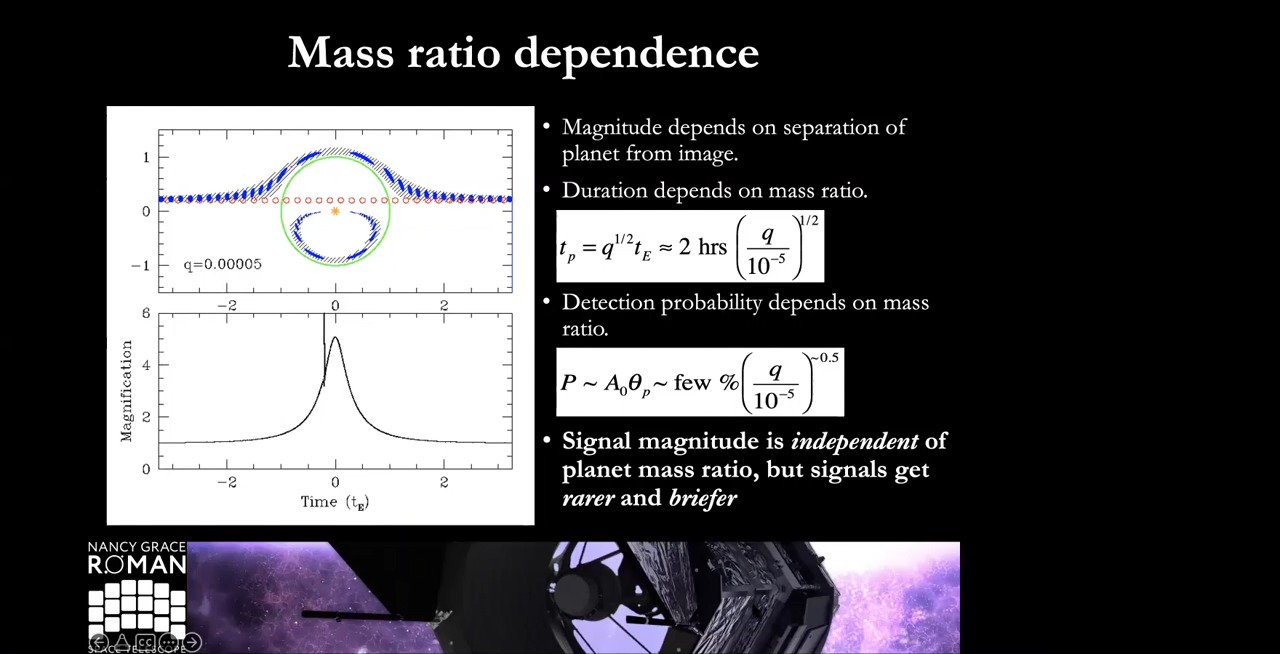 Mass ratio dependence
1
0
−1
q=0.00005
−2
0
2
6
4
2
0
Magnification
−2
0
2
Time (t_E)
• Magnitude depends on separation of
planet from image.
• Duration depends on mass ratio.
t_p = q^{1/2} t_E ≈ 2 hrs (q/10^{−5})^{1/2}
• Detection probability depends on mass
ratio.
P ~ A_0 θ_p ~ few % (q/10^{−5})^{~0.5}
• Signal magnitude is independent of
planet mass ratio, but signals get
rarer and briefer
NANCY GRACE
ROMAN
SPACE TELESCOPE
CC